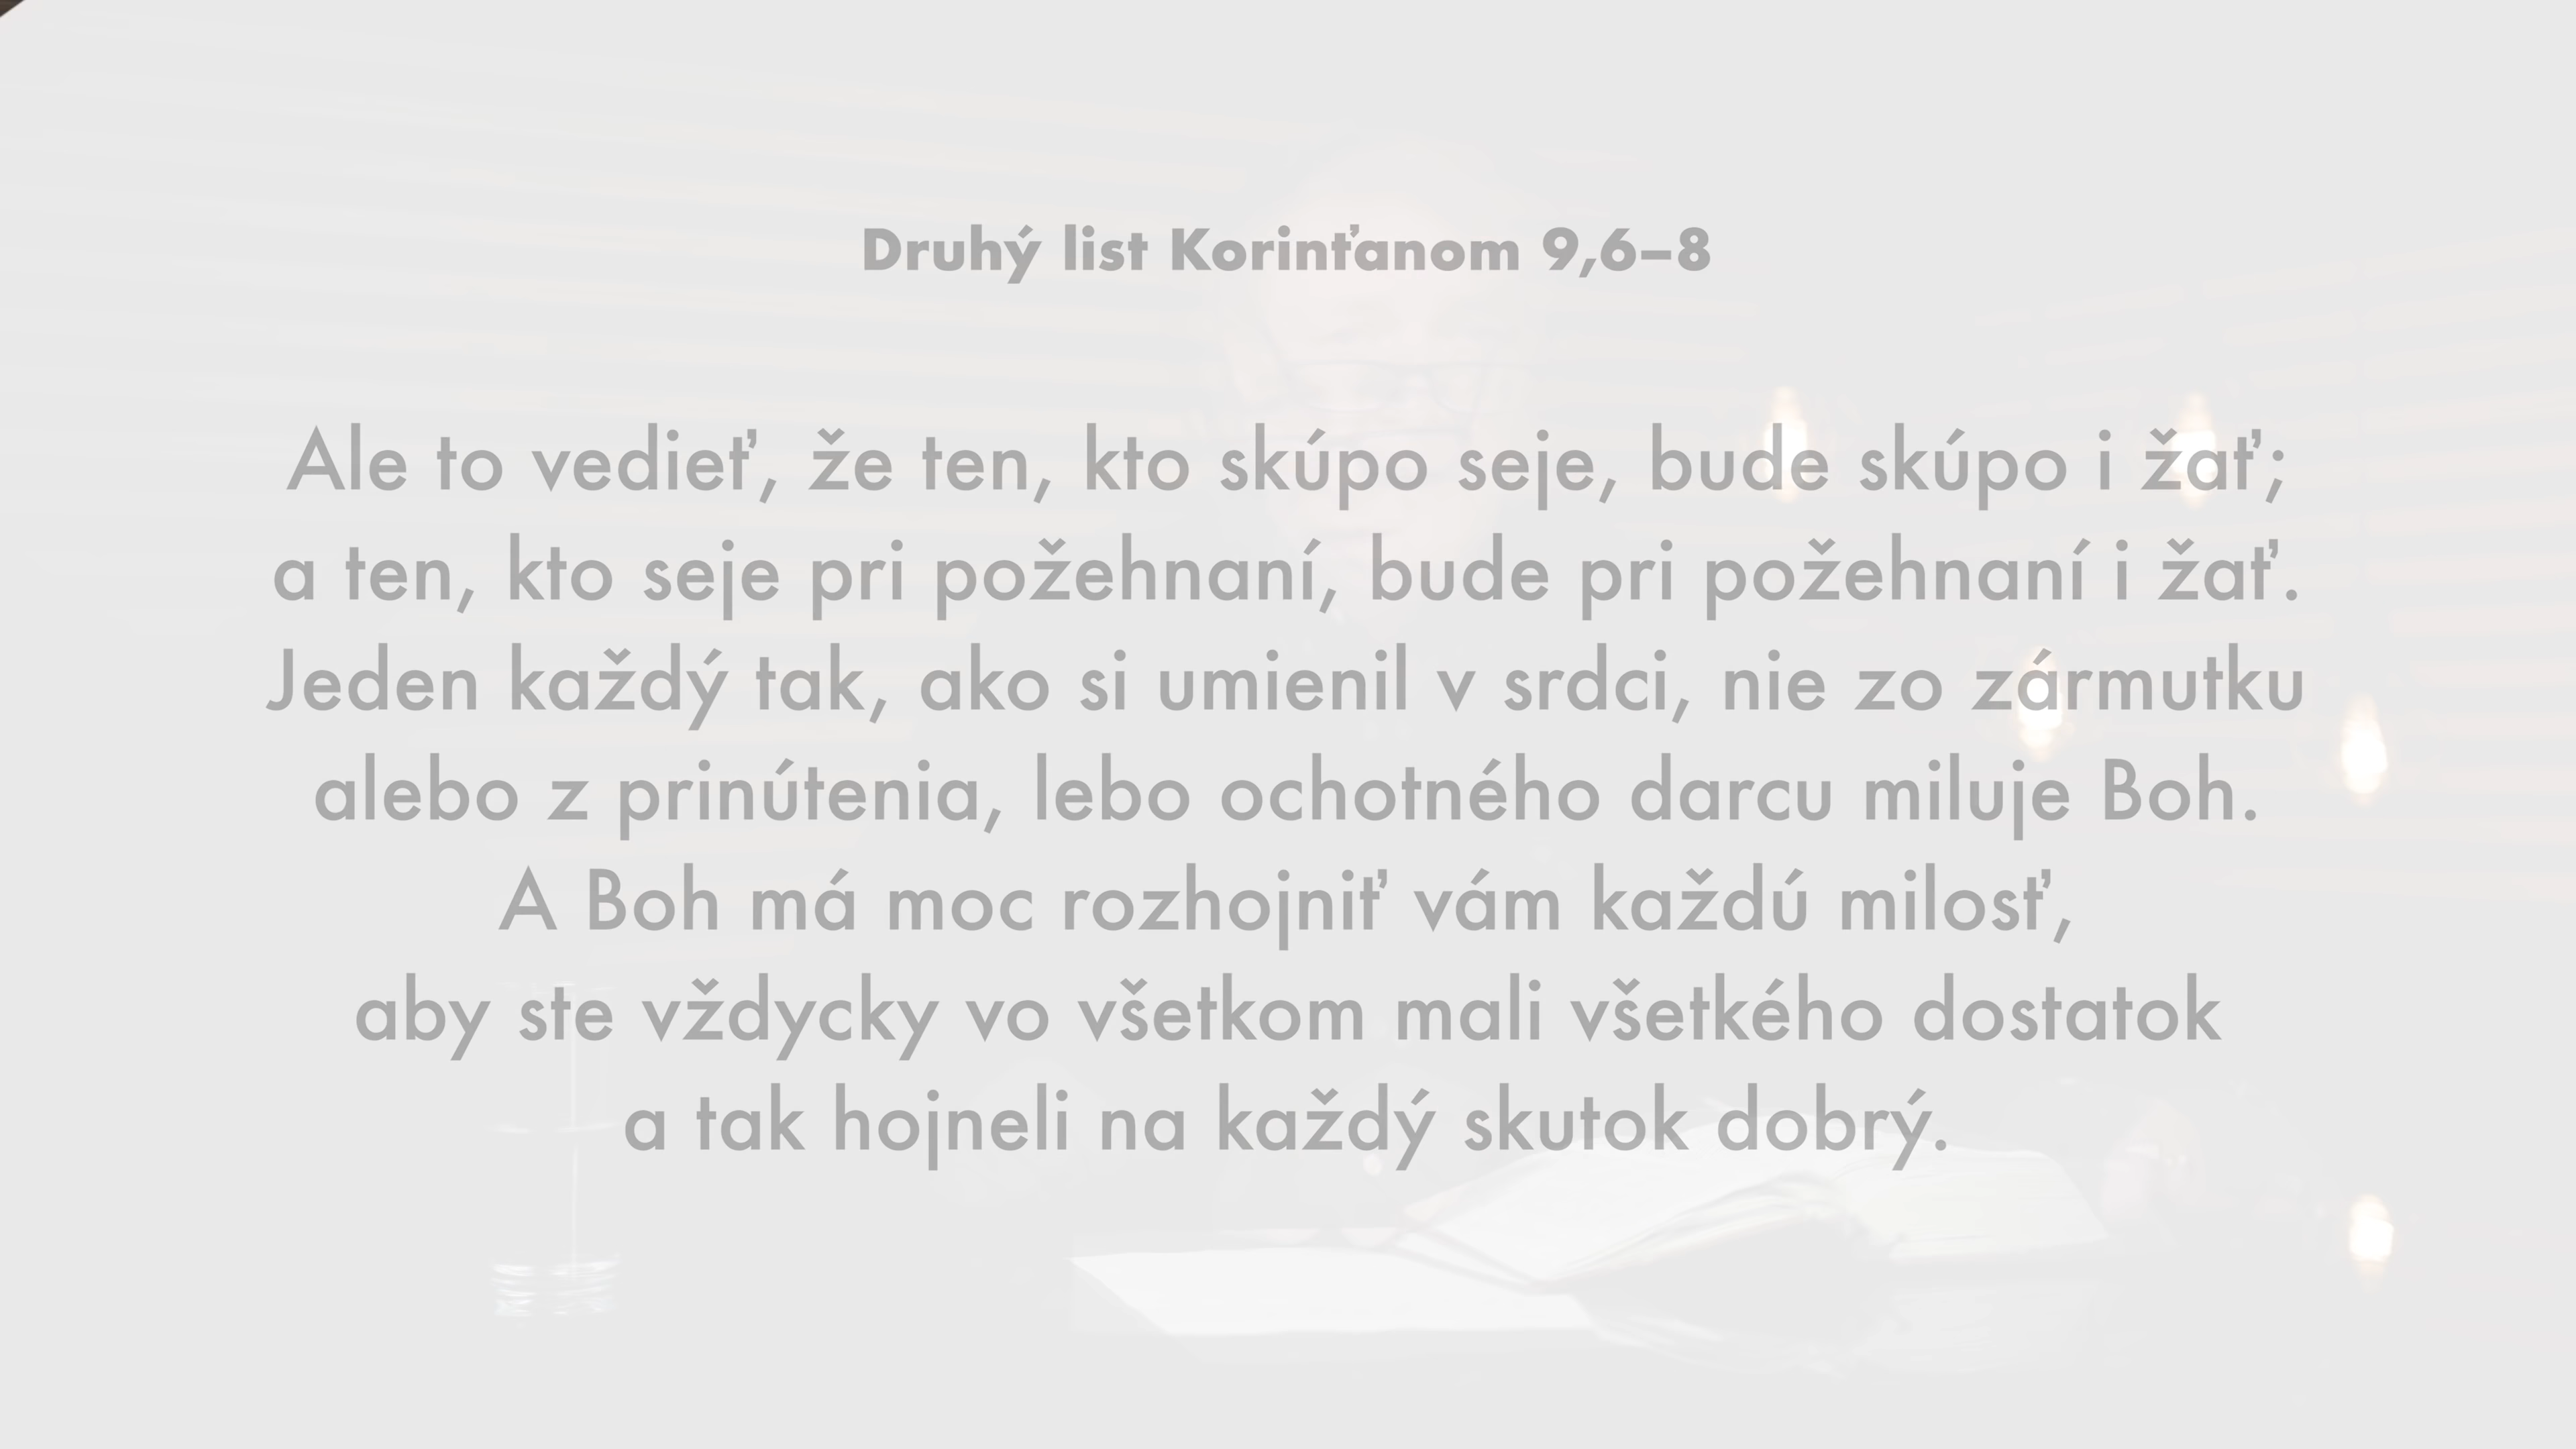 Druhý list Korinťanom 9,6–8
Ale to vedieť, že ten, kto skúpo seje, bude skúpo i žať;
a ten, kto seje pri požehnaní, bude pri požehnaní i žať.
Jeden každý tak, ako si umienil v srdci, nie zo zármutku
alebo z prinútenia, lebo ochotného darcu miluje Boh.
A Boh má moc rozhojniť vám každú milosť,
aby ste vždycky vo všetkom mali všetkého dostatok
a tak hojneli na každý skutok dobrý.